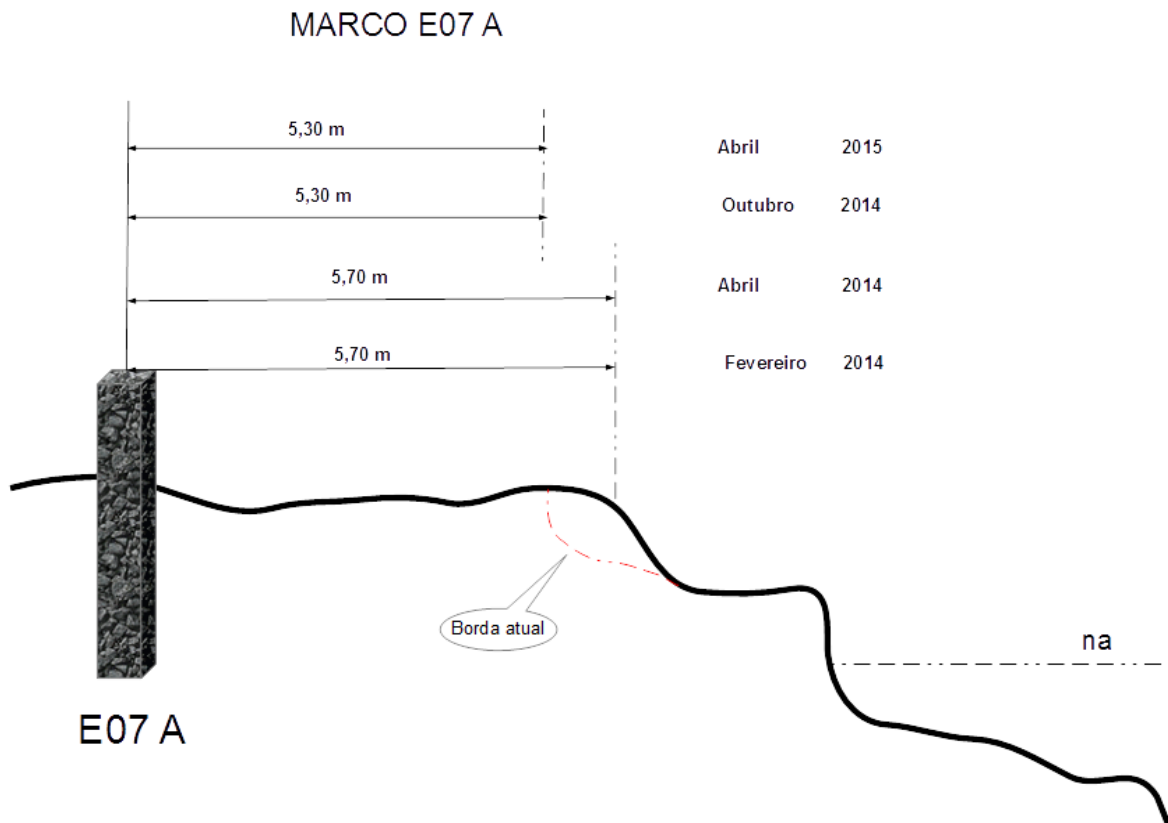 MARCO E07 A
5,30 m
Abril 2015
5,30 m
Outubro 2014
5,70 m
Abril 2014
5,70 m
Fevereiro 2014
Borda atual
na
E07 A